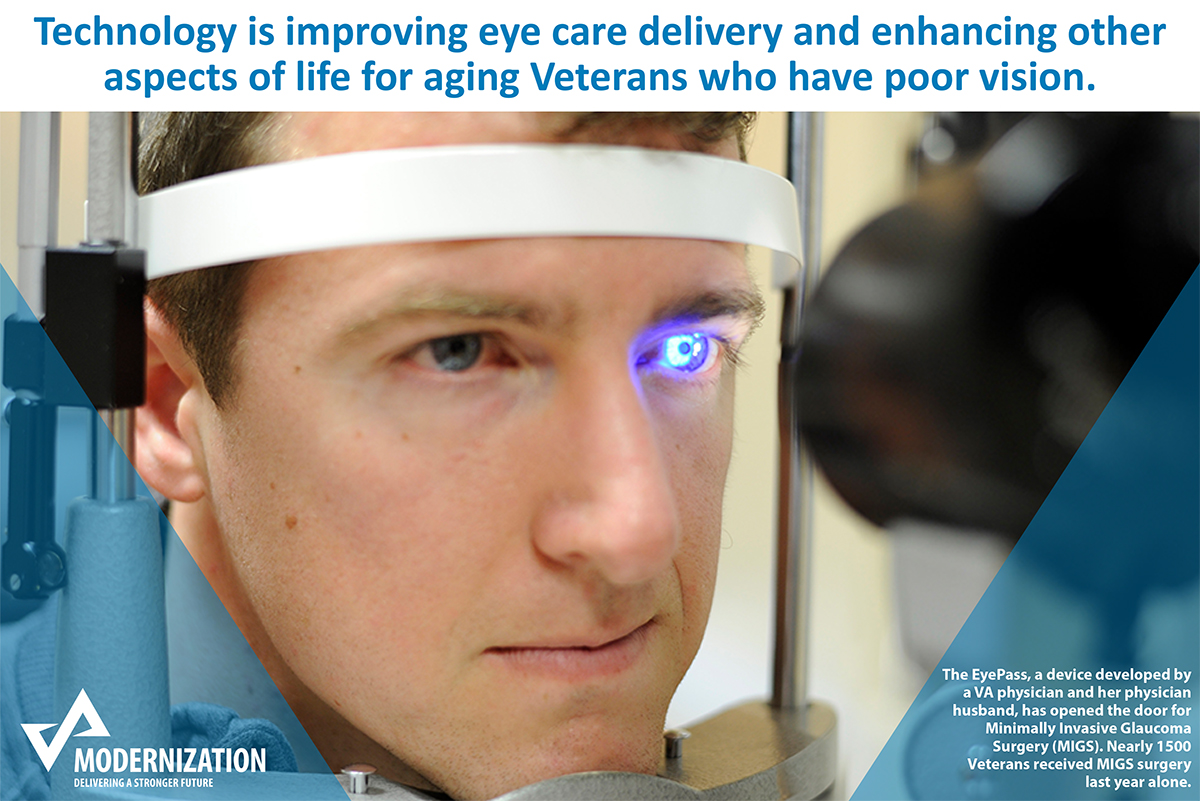 Technology is improving eye care delivery and enhancing other
aspects of life for aging Veterans who have poor vision.
The EyePass, a device developed by
a VA physician and her physician
husband, has opened the door for
Minimally Invasive Glaucoma
Surgery (MIGS). Nearly 1500
Veterans received MIGS surgery
last year alone.
MODERNIZATION
DELIVERING A STRONGER FUTURE